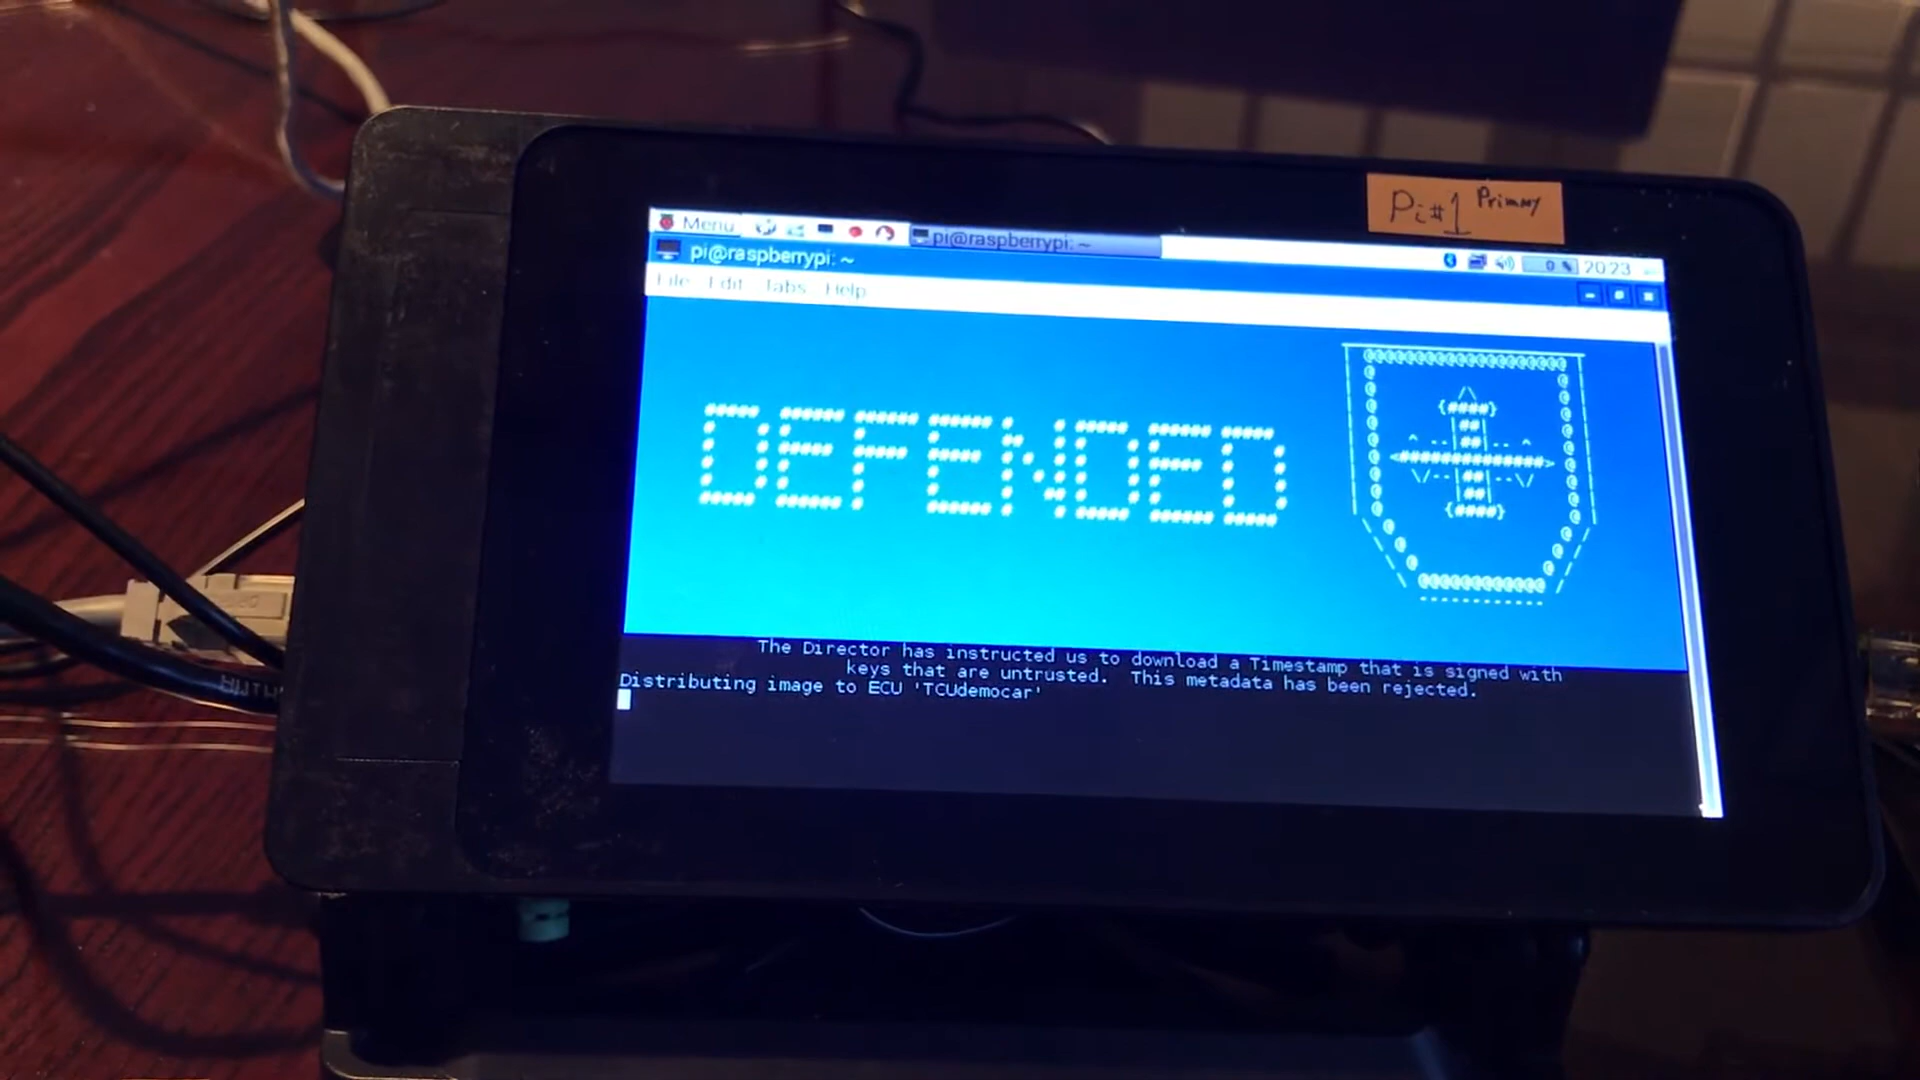 Pi#1 Primary
Menu pi@raspberrypi: ~ 0 % 20:23
pi@raspberrypi: ~
File Edit Tabs Help
DEFENDED
The Director has instructed us to download a Timestamp that is signed with
keys that are untrusted. This metadata has been rejected.
Distributing image to ECU 'TCUdemocar'